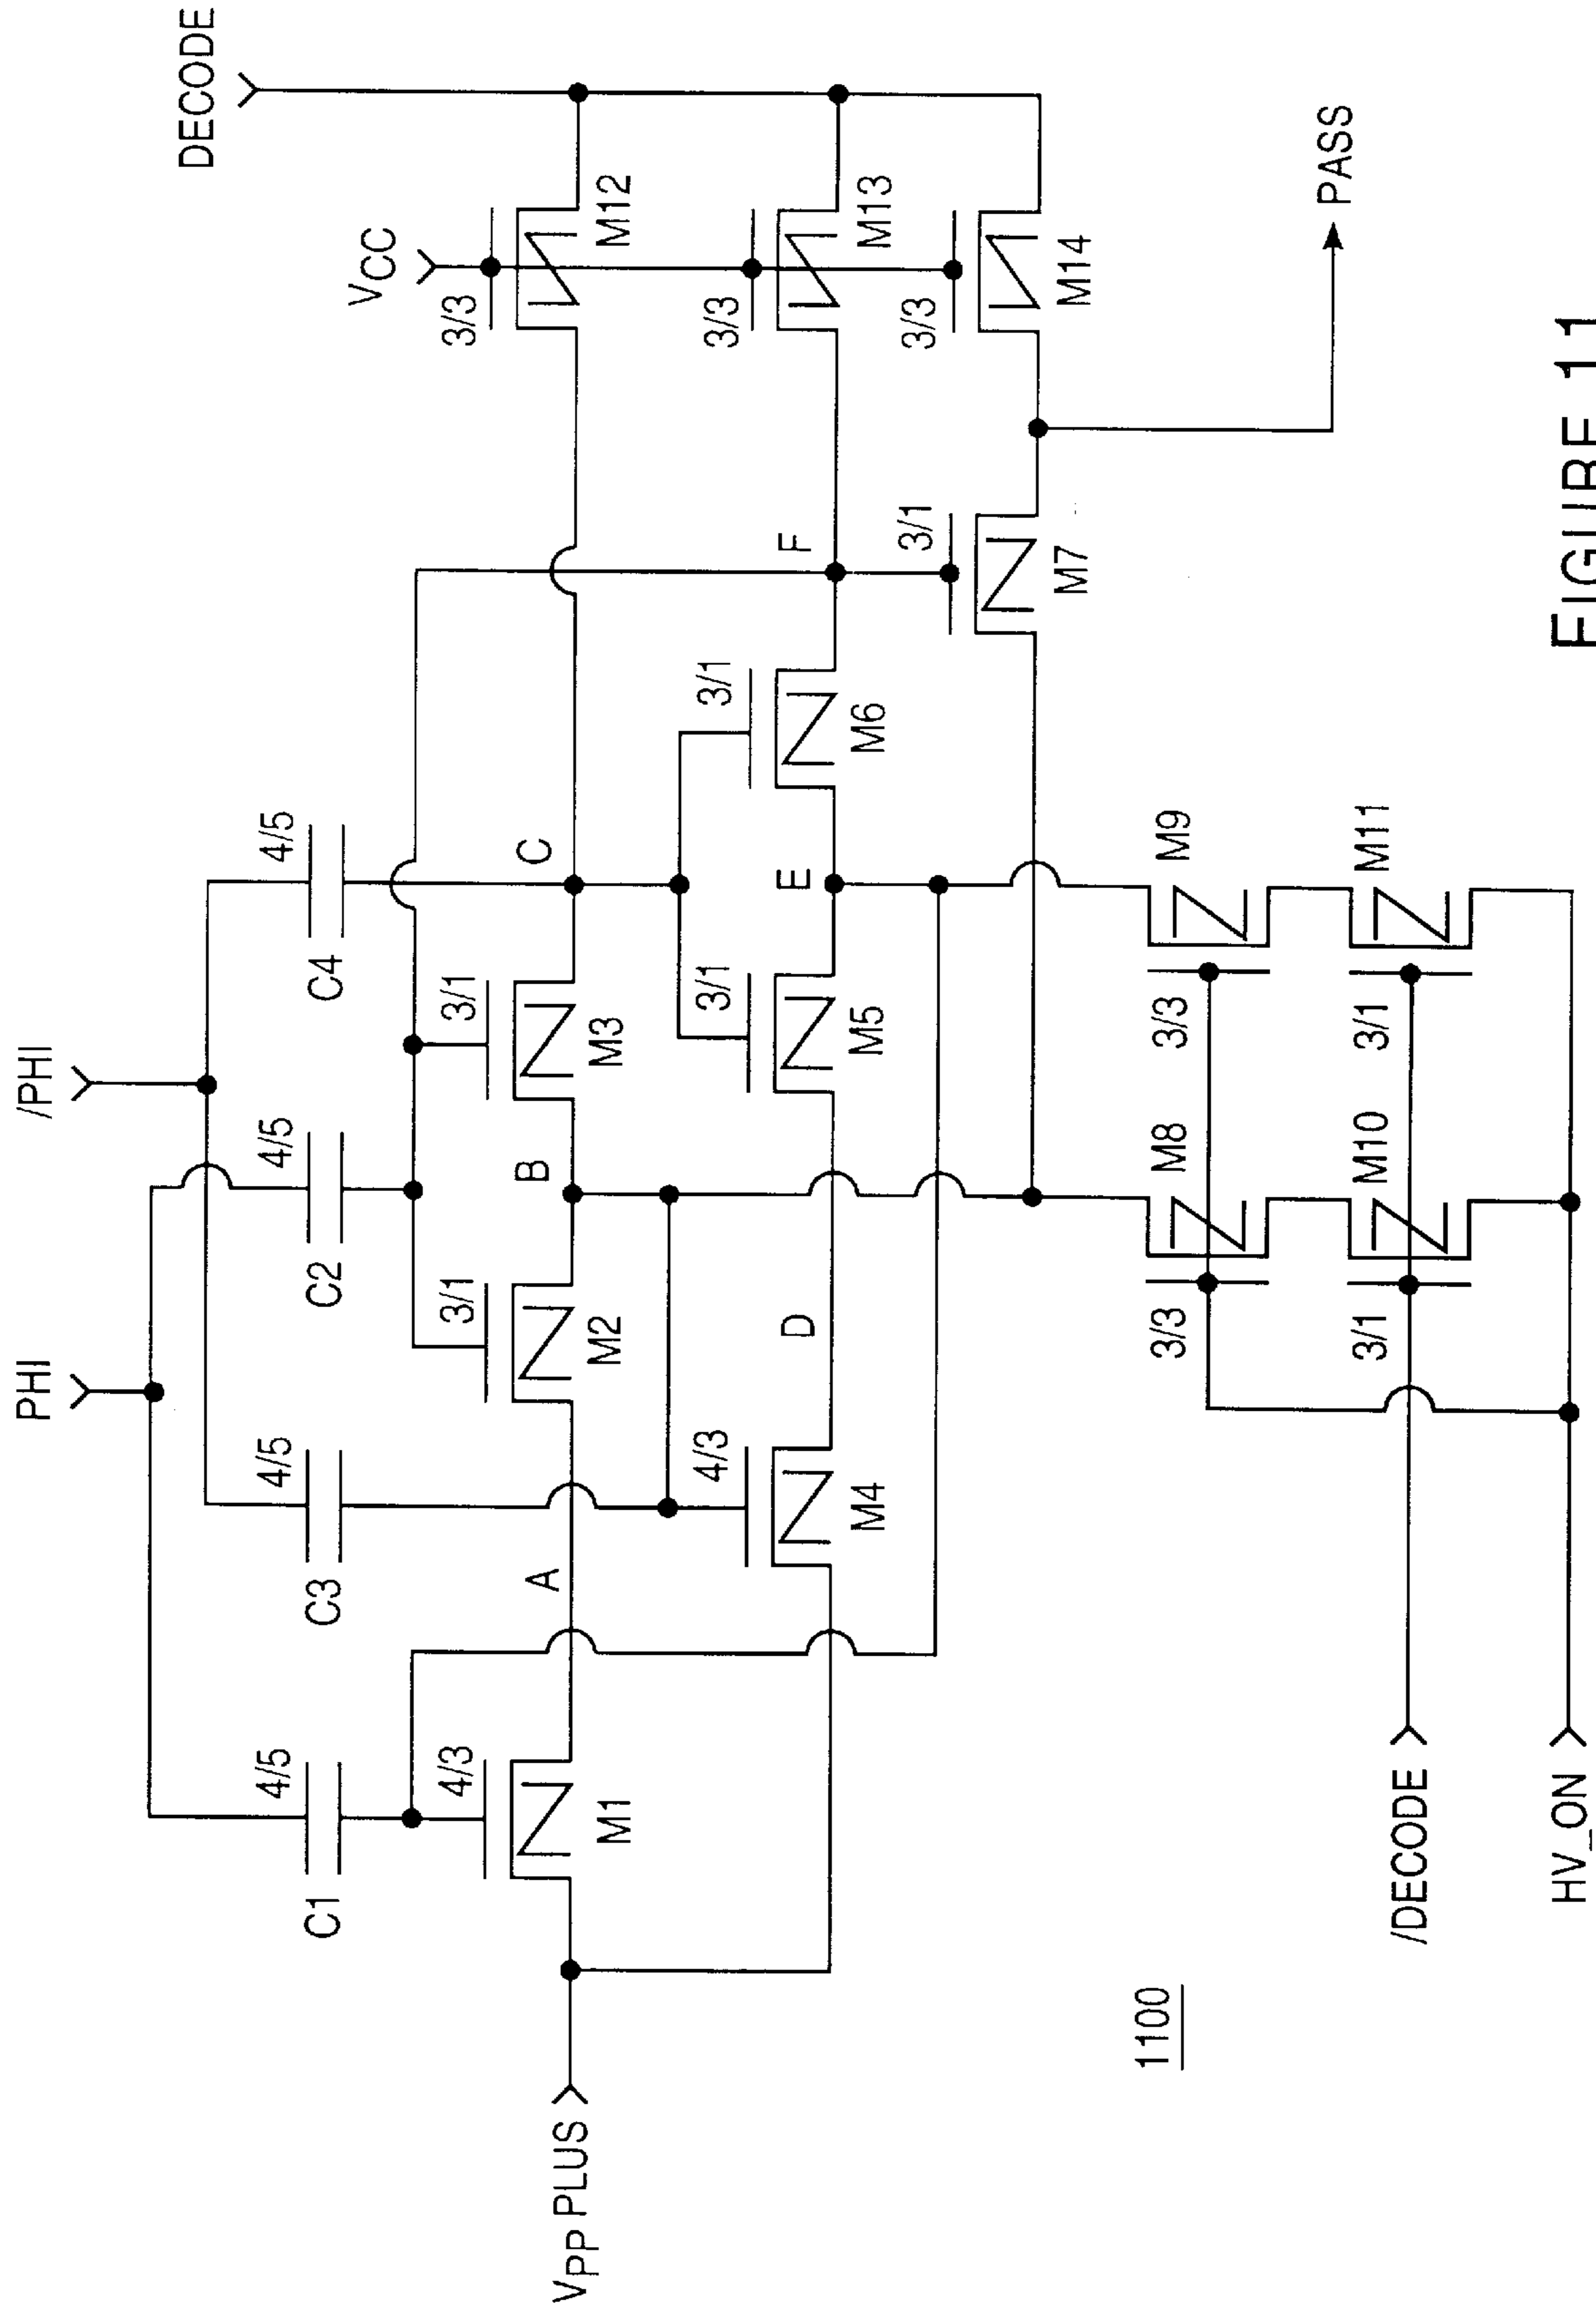 PHI
/PHI
DECODE
VCC
C1
4/5
C3
4/5
C2
4/5
C4
4/5
4/3
M1
A
3/1
M2
B
3/1
M3
C
3/3
M12
VPP PLUS
4/3
M4
D
3/1
M5
E
3/1
M6
F
3/3
M13
3/1
M7
3/3
M14
PASS
3/3
M8
3/3
M9
3/1
M10
3/1
M11
/DECODE
HV_ON
1100
FIGURE 11